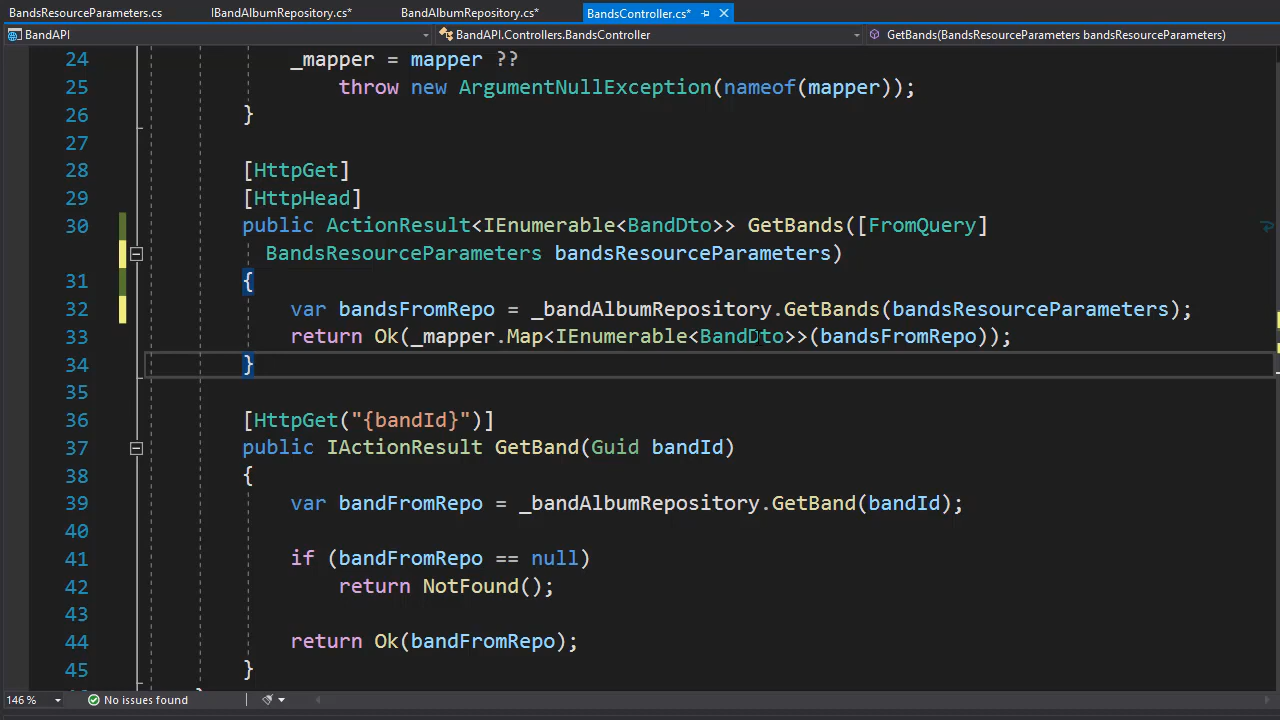 BandsResourceParameters.cs IBandAlbumRepository.cs* BandAlbumRepository.cs* BandsController.cs*
BandAPI BandAPI.Controllers.BandsController GetBands(BandsResourceParameters bandsResourceParameters)
24 _mapper = mapper ??
25 throw new ArgumentNullException(nameof(mapper));
26 }
27
28 [HttpGet]
29 [HttpHead]
30 public ActionResult<IEnumerable<BandDto>> GetBands([FromQuery]
BandsResourceParameters bandsResourceParameters)
31 {
32 var bandsFromRepo = _bandAlbumRepository.GetBands(bandsResourceParameters);
33 return Ok(_mapper.Map<IEnumerable<BandDto>>(bandsFromRepo));
34 }
35
36 [HttpGet("{bandId}")]
37 public IActionResult GetBand(Guid bandId)
38 {
39 var bandFromRepo = _bandAlbumRepository.GetBand(bandId);
40
41 if (bandFromRepo == null)
42 return NotFound();
43
44 return Ok(bandFromRepo);
45 }
146 % No issues found